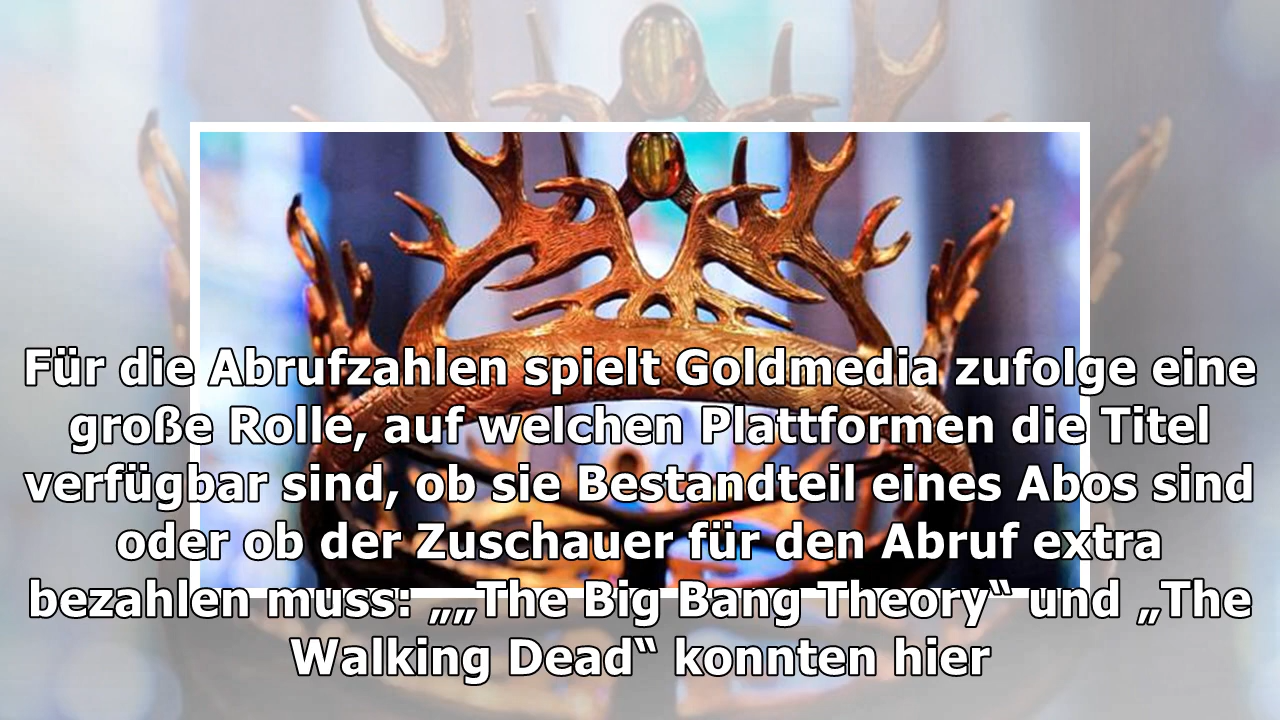 Für die Abrufzahlen spielt Goldmedia zufolge eine
große Rolle, auf welchen Plattformen die Titel
verfügbar sind, ob sie Bestandteil eines Abos sind
oder ob der Zuschauer für den Abruf extra
bezahlen muss: „„The Big Bang Theory“ und „The
Walking Dead“ konnten hier